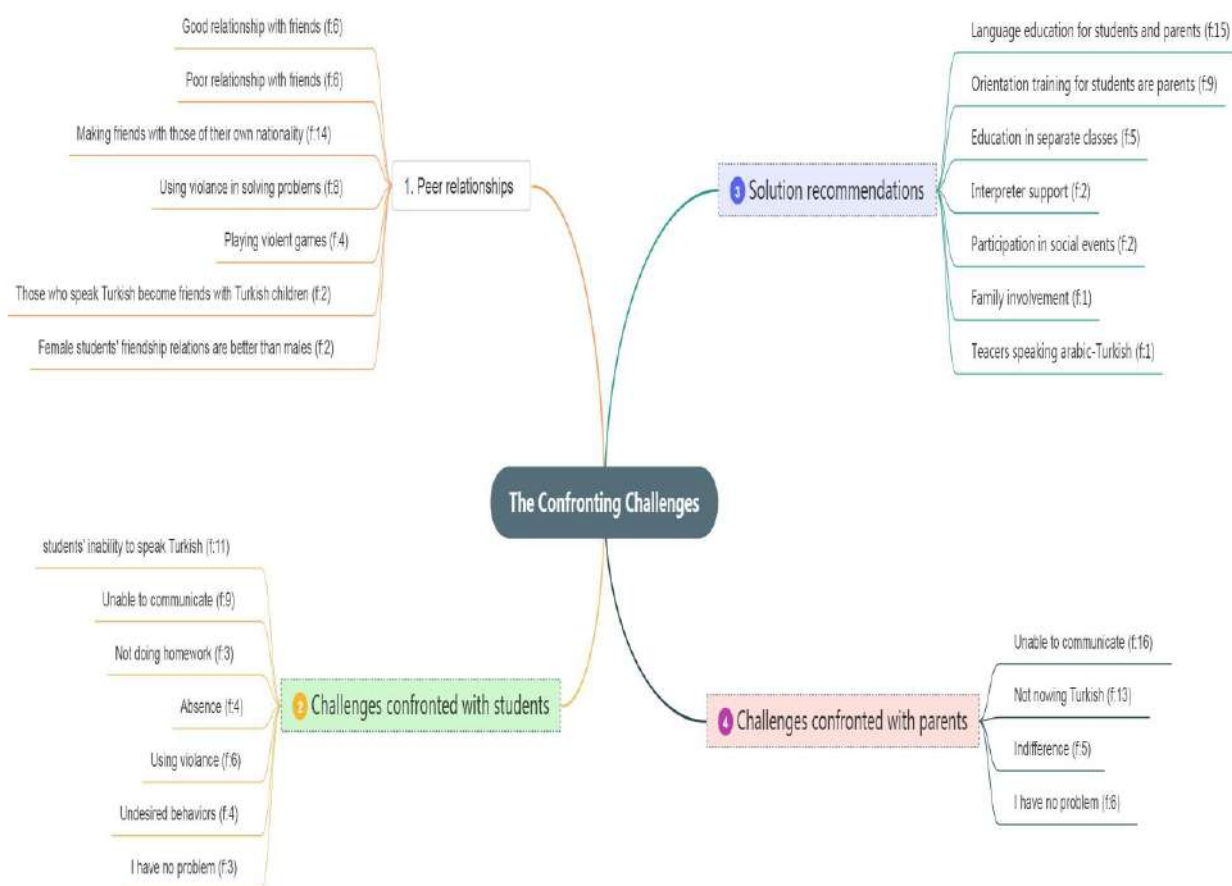 Good relationship with friends (f:6)
Poor relationship with friends (f:6)
Making friends with those of their own nationality (f:14)
Using violance in solving problems (f:8)
Playing violent games (f:4)
Those who speak Turkish become friends with Turkish children (f:2)
Female students' friendship relations are better than males (f:2)
1. Peer relationships
3 Solution recommendations
Language education for students and parents (f:15)
Orientation training for students are parents (f:9)
Education in separate classes (f:5)
Interpreter support (f:2)
Participation in social events (f:2)
Family involvement (f:1)
Teacers speaking arabic-Turkish (f:1)
The Confronting Challenges
students' inability to speak Turkish (f:11)
Unable to communicate (f:9)
Not doing homework (f:3)
Absence (f:4)
Using violance (f:6)
Undesired behaviors (f:4)
I have no problem (f:3)
2 Challenges confronted with students
4 Challenges confronted with parents
Unable to communicate (f:16)
Not nowing Turkish (f:13)
Indifference (f:5)
I have no problem (f:6)